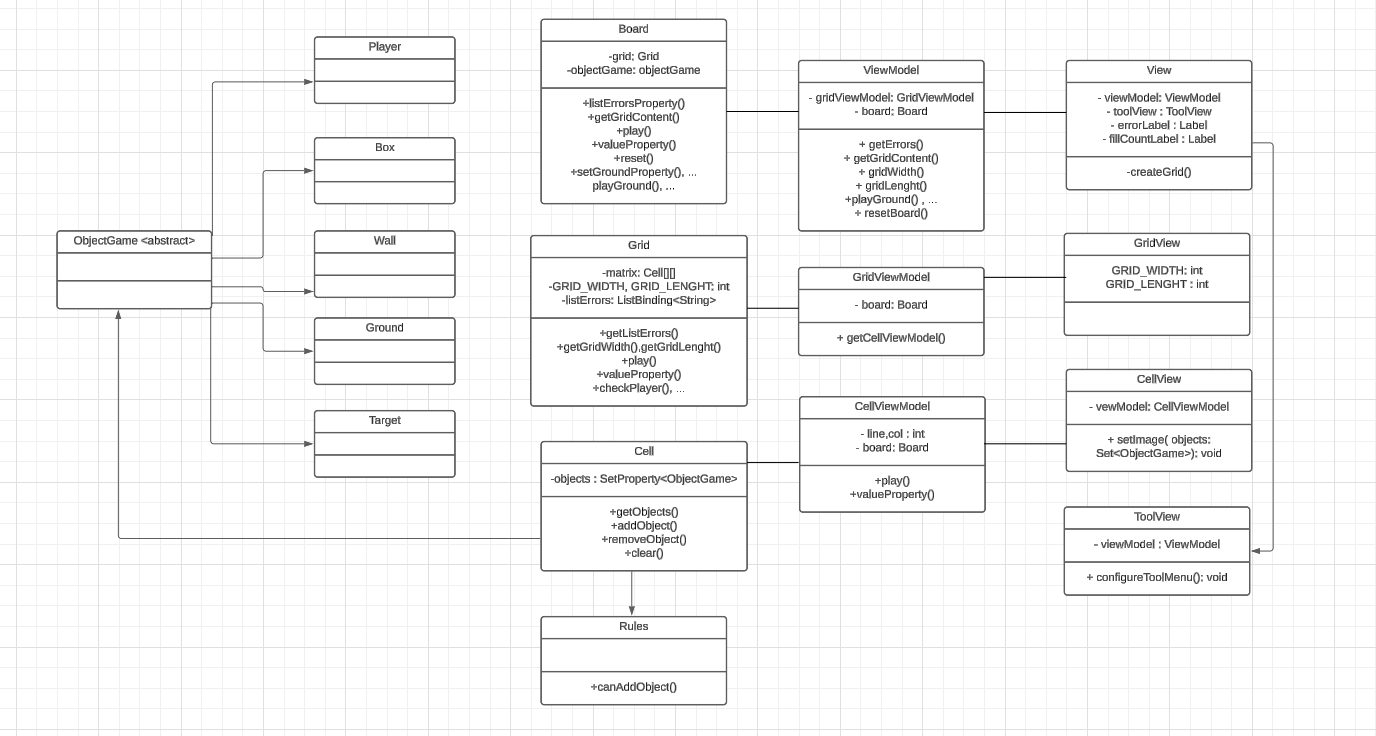 Player
Box
ObjectGame <abstract>
Wall
Ground
Target
Board
-grid: Grid
-objectGame: objectGame
+listErrorsProperty()
+getGridContent()
+play()
+valueProperty()
+reset()
+setGroundProperty(), ...
playGround(), ...
Grid
-matrix: Cell[][]
-GRID_WIDTH, GRID_LENGHT: int
-listErrors: ListBinding<String>
+getListErrors()
+getGridWidth(),getGridLenght()
+play()
+valueProperty()
+checkPlayer(), ...
Cell
-objects : SetProperty<ObjectGame>
+getObjects()
+addObject()
+removeObject()
+clear()
Rules
+canAddObject()
ViewModel
- gridViewModel: GridViewModel
- board: Board
+ getErrors()
+ getGridContent()
+ gridWidth()
+ gridLenght()
+playGround() , ...
+ resetBoard()
GridViewModel
- board: Board
+ getCellViewModel()
CellViewModel
- line,col : int
- board: Board
+play()
+valueProperty()
View
- viewModel: ViewModel
- toolView : ToolView
- errorLabel : Label
- fillCountLabel : Label
-createGrid()
GridView
GRID_WIDTH: int
GRID_LENGHT : int
CellView
- vewModel: CellViewModel
+ setImage( objects:
Set<ObjectGame>): void
ToolView
- viewModel : ViewModel
+ configureToolMenu(): void